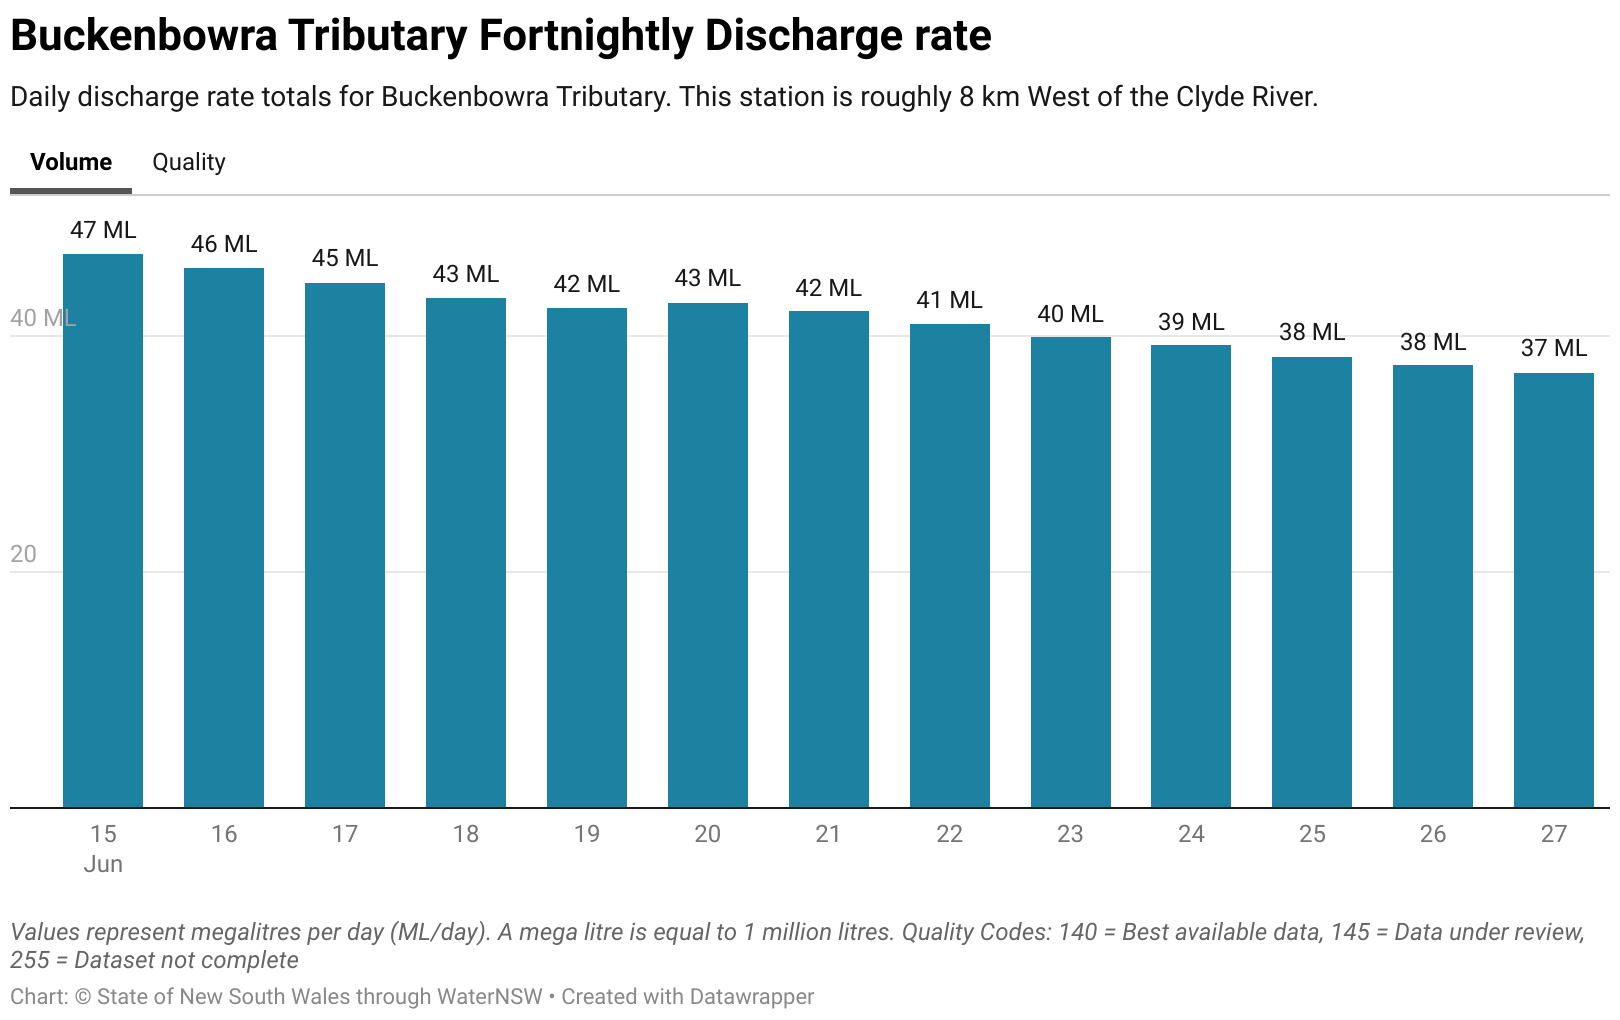 Buckenbowra Tributary Fortnightly Discharge rate
Daily discharge rate totals for Buckenbowra Tributary. This station is roughly 8 km West of the Clyde River.
Volume Quality
47 ML
46 ML
45 ML
43 ML
42 ML
43 ML
42 ML
41 ML
40 ML
39 ML
38 ML
38 ML
37 ML
40 ML
20
15 16 17 18 19 20 21 22 23 24 25 26 27
Jun
Values represent megalitres per day (ML/day). A mega litre is equal to 1 million litres. Quality Codes: 140 = Best available data, 145 = Data under review,
255 = Dataset not complete
Chart: © State of New South Wales through WaterNSW • Created with Datawrapper